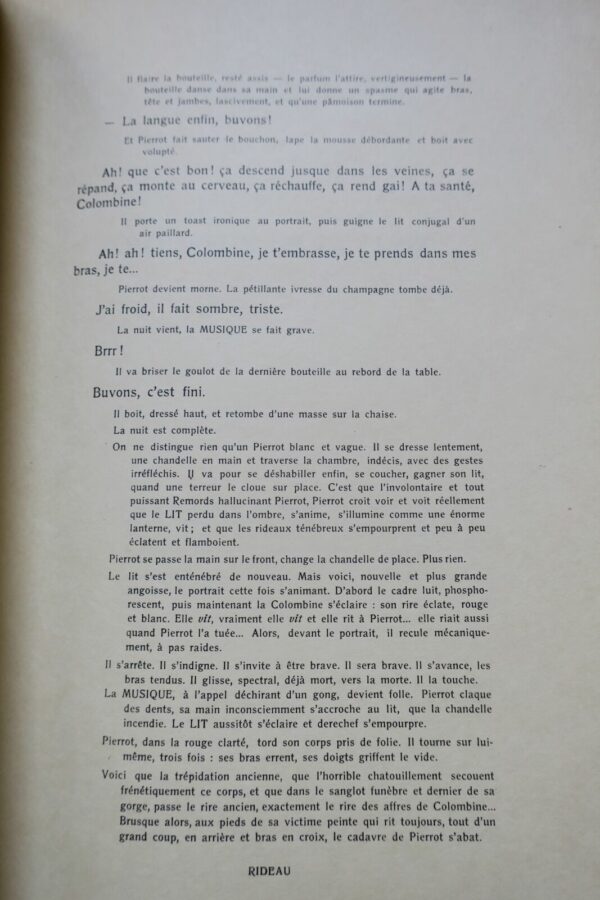 Il flaire la bouteille, resté assis — le parfum l'attire, vertigineusement — la
bouteille danse dans sa main et lui donne un spasme qui agite bras,
tête et jambes, lascivement, et qu'une pâmoison termine.
— La langue enfin, buvons!
Et Pierrot fait sauter le bouchon, lape la mousse débordante et boit avec
volupté.
Ah! que c'est bon! ça descend jusque dans les veines, ça se
répand, ça monte au cerveau, ça réchauffe, ça rend gai! A ta santé,
Colombine!
Il porte un toast ironique au portrait, puis guigne le lit conjugal d'un
air paillard.
Ah! ah! tiens, Colombine, je t'embrasse, je te prends dans mes
bras, je te...
Pierrot devient morne. La pétillante ivresse du champagne tombe déjà.
J'ai froid, il fait sombre, triste.
La nuit vient, la MUSIQUE se fait grave.
Brrr!
Il va briser le goulot de la dernière bouteille au rebord de la table.
Buvons, c'est fini.
Il boit, dressé haut, et retombe d'une masse sur la chaise.
La nuit est complète.
On ne distingue rien qu'un Pierrot blanc et vague. Il se dresse lentement,
une chandelle en main et traverse la chambre, indécis, avec des gestes
irréfléchis. Il va pour se déshabiller enfin, se coucher, gagner son lit,
quand une terreur le cloue sur place. C'est que l'involontaire et tout
puissant Remords hallucinant Pierrot, Pierrot croit voir et voit réellement
que le LIT perdu dans l'ombre, s'anime, s'illumine comme une énorme
lanterne, vit; et que les rideaux ténébreux s'empourprent et peu à peu
éclatent et flamboient.
Pierrot se passe la main sur le front, change la chandelle de place. Plus rien.
Le lit s'est enténébré de nouveau. Mais voici, nouvelle et plus grande
angoisse, le portrait cette fois s'animant. D'abord le cadre luit, phospho-
rescent, puis maintenant la Colombine s'éclaire : son rire éclate, rouge
et blanc. Elle vit, vraiment elle vit et elle rit à Pierrot... elle riait aussi
quand Pierrot l'a tuée... Alors, devant le portrait, il recule mécanique-
ment, à pas raides.
Il s'arrête. Il s'indigne. Il s'invite à être brave. Il sera brave. Il s'avance, les
bras tendus. Il glisse, spectral, déjà mort, vers la morte. Il la touche.
La MUSIQUE, à l'appel déchirant d'un gong, devient folle. Pierrot claque
des dents, sa main inconsciemment s'accroche au lit, que la chandelle
incendie. Le LIT aussitôt s'éclaire et derechef s'empourpre.
Pierrot, dans la rouge clarté, tord son corps pris de folie. Il tourne sur lui-
même, trois fois : ses bras errent, ses doigts griffent le vide.
Voici que la trépidation ancienne, que l'horrible chatouillement secouent
frénétiquement ce corps, et que dans le sanglot funèbre et dernier de sa
gorge, passe le rire ancien, exactement le rire des affres de Colombine...
Brusque alors, aux pieds de sa victime peinte qui rit toujours, tout d'un
grand coup, en arrière et bras en croix, le cadavre de Pierrot s'abat.
RIDEAU